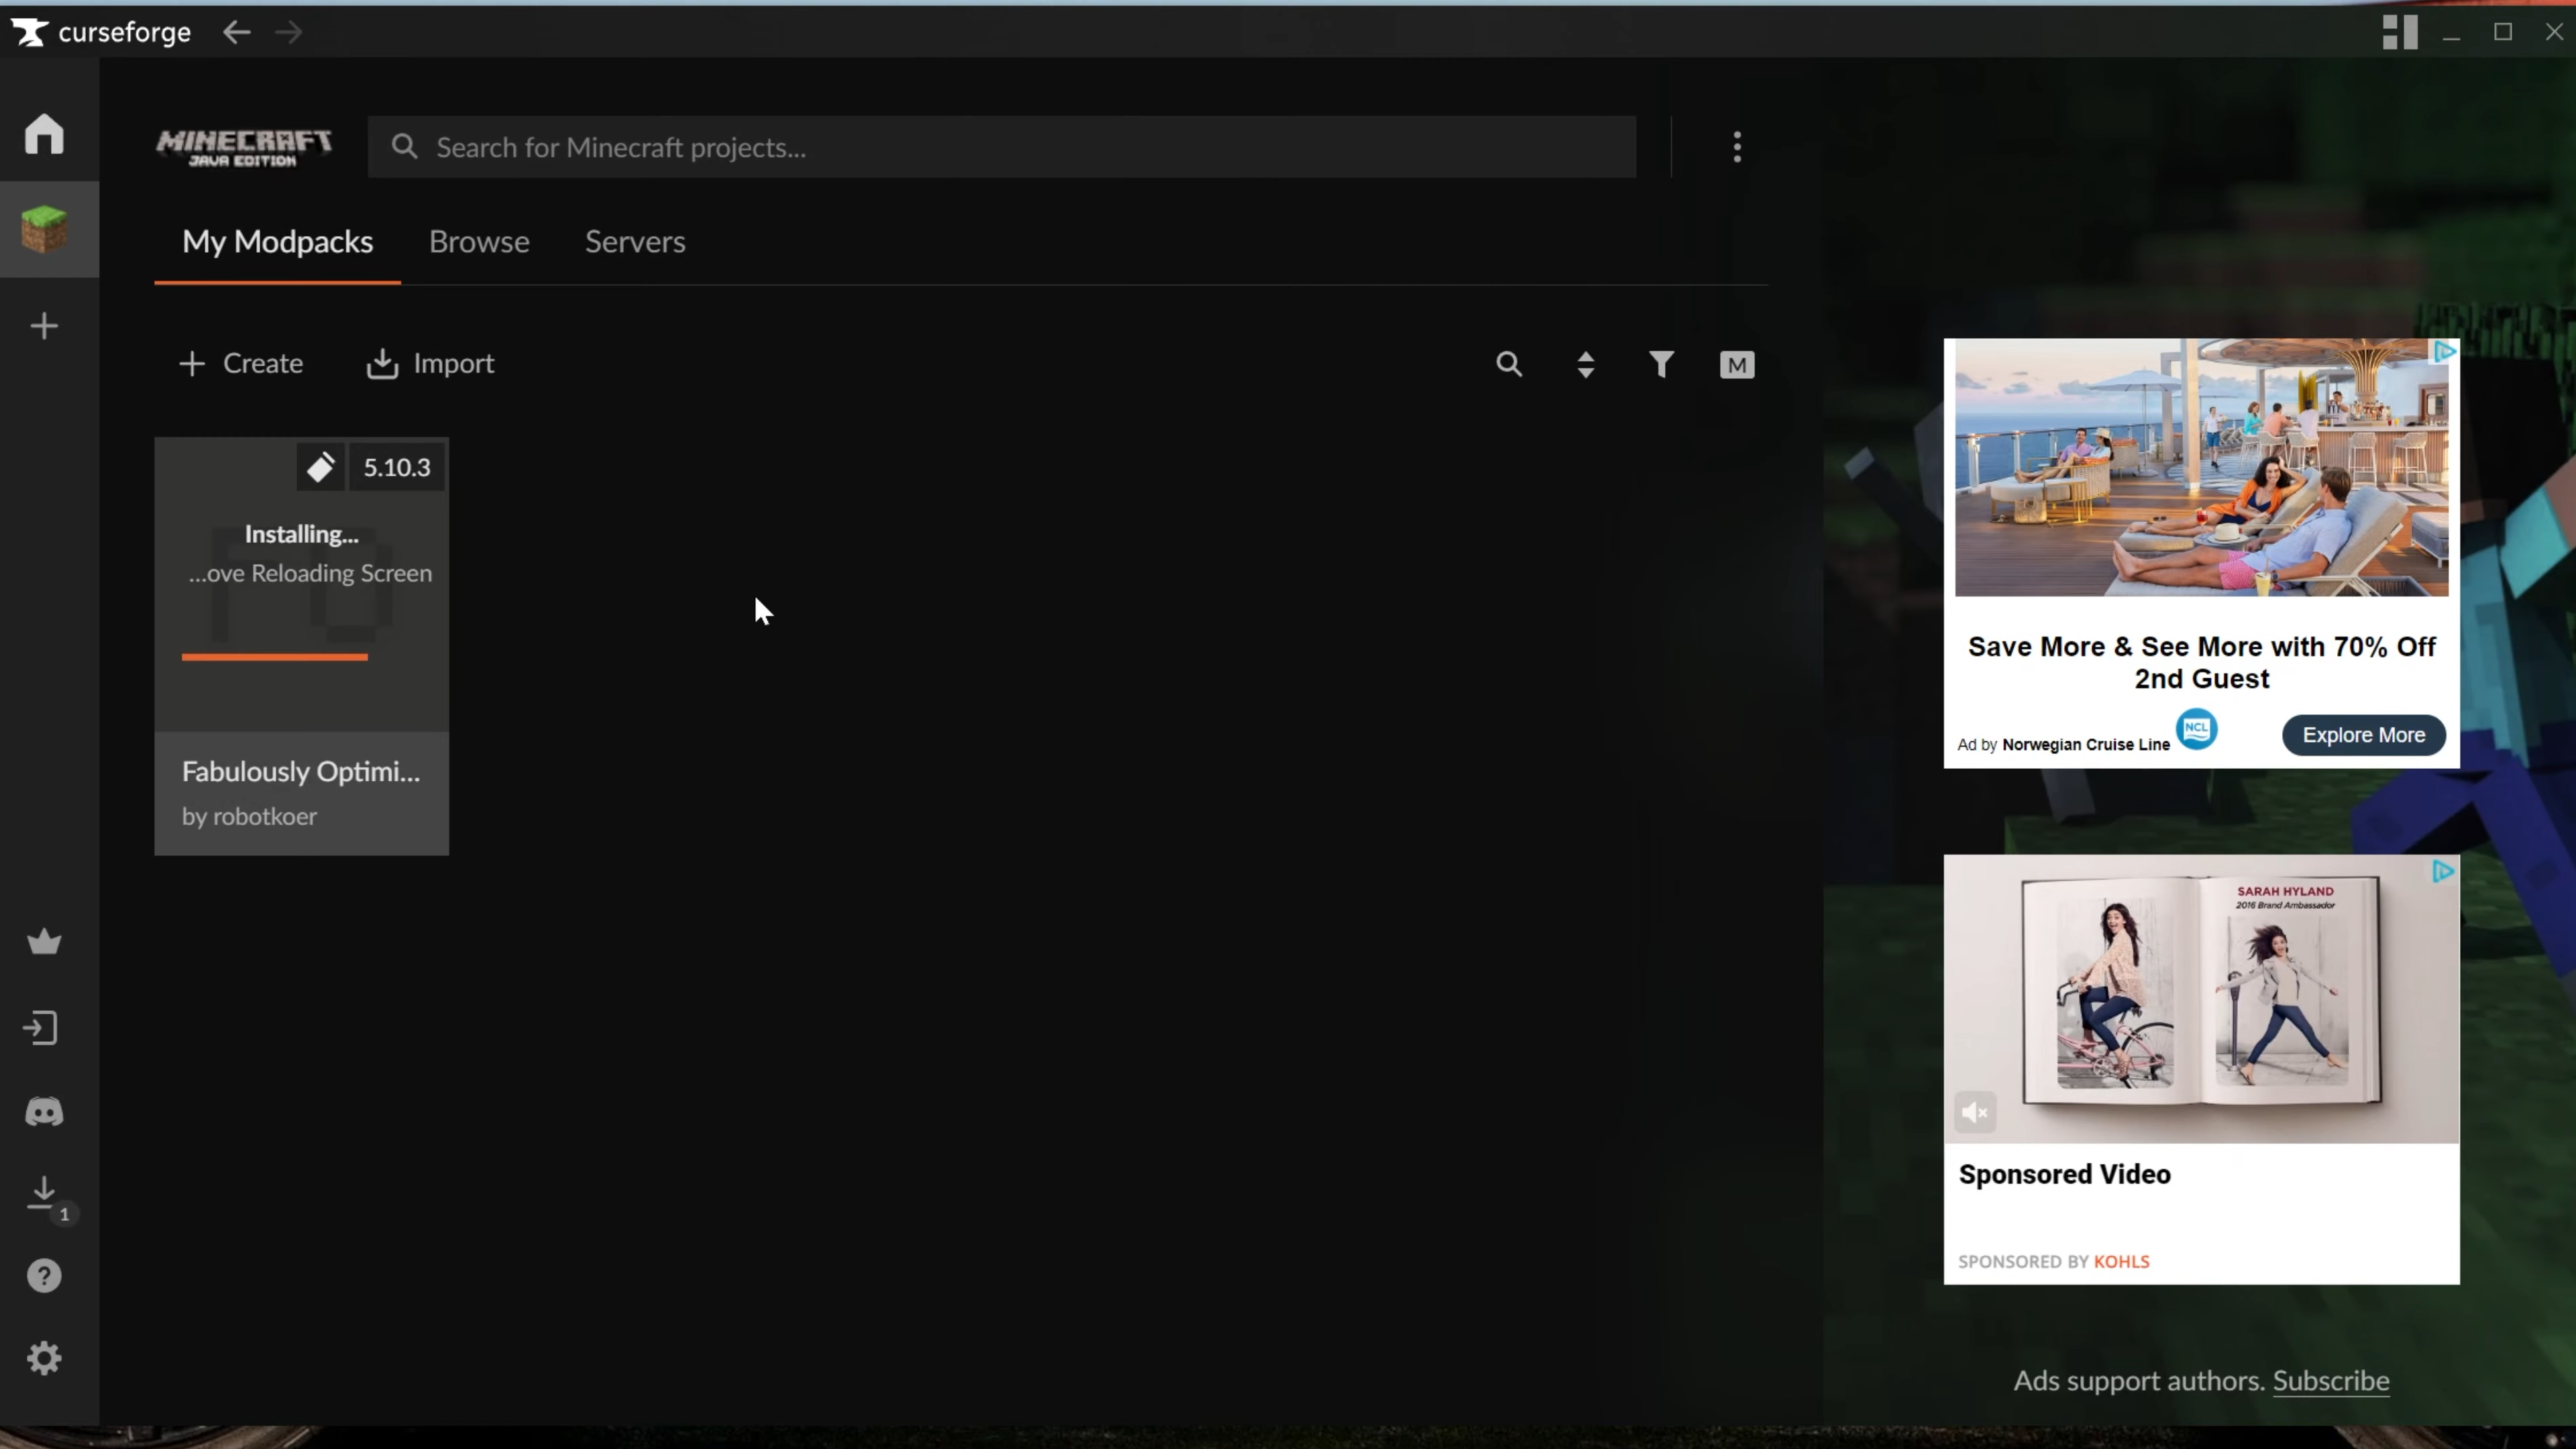 curseforge
MINECRAFT
JAVA EDITION
Search for Minecraft projects...
My Modpacks
Browse
Servers
Create
Import
M
5.10.3
Installing...
...ove Reloading Screen
Fabulously Optimi...
by robotkoer
1
Save More & See More with 70% Off
2nd Guest
Ad by Norwegian Cruise Line
NCL
Explore More
SARAH HYLAND
2016 Brand Ambassador
Sponsored Video
SPONSORED BY KOHLS
Ads support authors. Subscribe